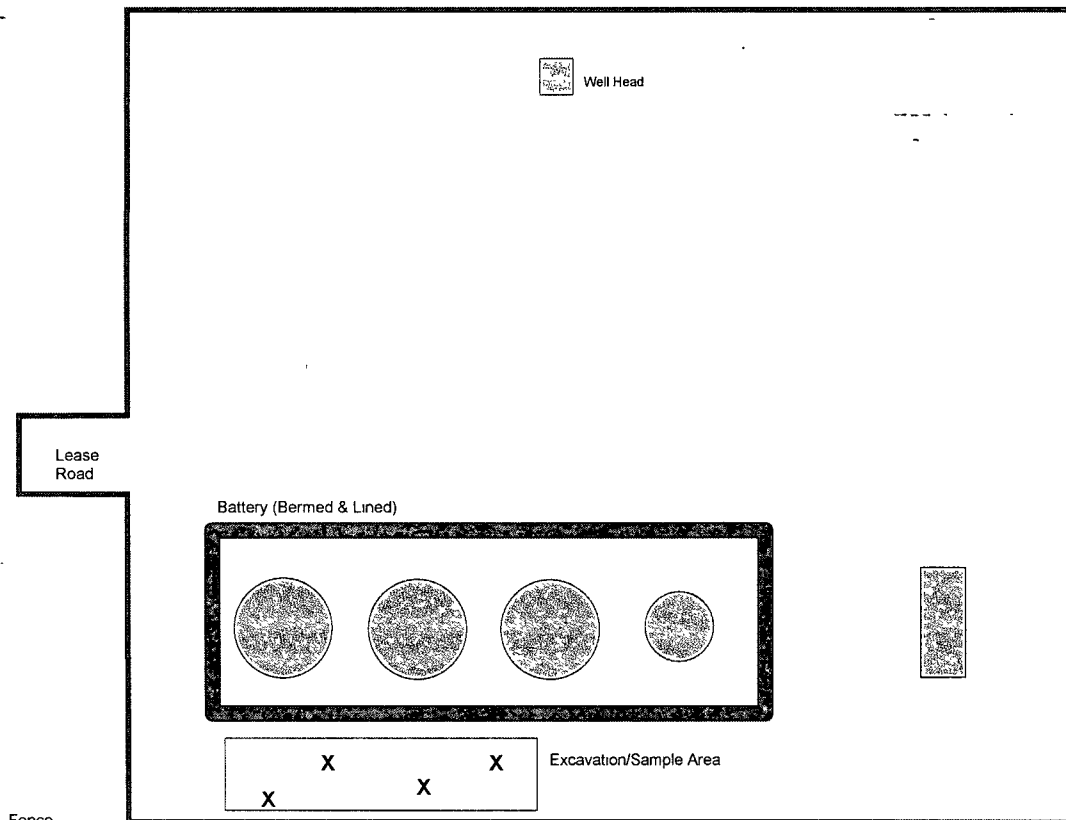 Well Head
Lease
Road
Battery (Bermed & Lined)
X X
Excavation/Sample Area
X X
Fence